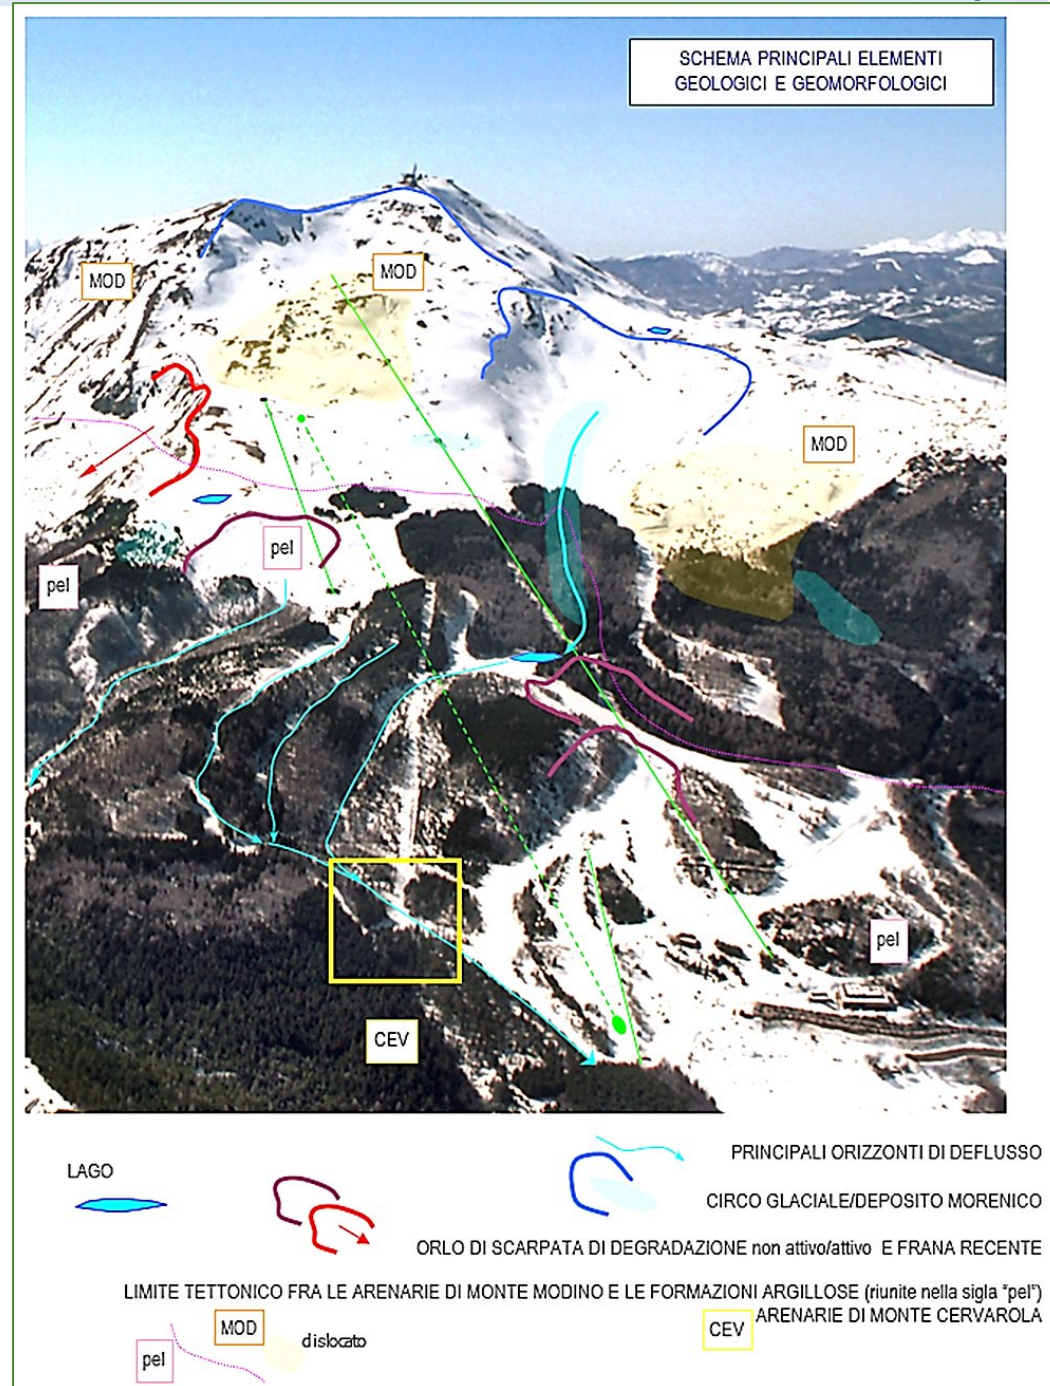 SCHEMA PRINCIPALI ELEMENTI
GEOLOGICI E GEOMORFOLOGICI
MOD
MOD
MOD
pel
pel
pel
CEV
LAGO
PRINCIPALI ORIZZONTI DI DEFLUSSO
CIRCO GLACIALE/DEPOSITO MORENICO
ORLO DI SCARPATA DI DEGRADAZIONE non attivo/attivo E FRANA RECENTE
LIMITE TETTONICO FRA LE ARENARIE DI MONTE MODINO E LE FORMAZIONI ARGILLOSE (riunite nella sigla "pel")
MOD
dislocato
pel
CEV
ARENARIE DI MONTE CERVAROLA